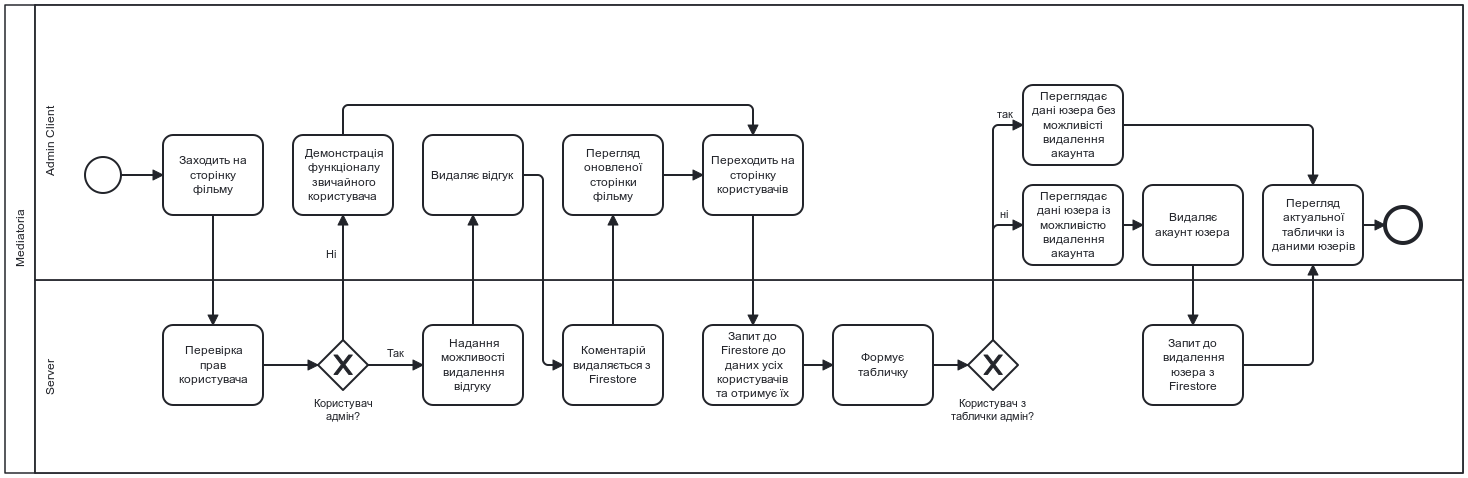 Mediatoria
Admin Client
Заходить на
сторінку
фільму
Демонстрація
функціоналу
звичайного
користувача
Видаляє відгук
Перегляд
оновленої
сторінки
фільму
Переходить на
сторінку
користувачів
так
Переглядає
дані юзера без
можливісті
видалення
акаунта
ні
Переглядає
дані юзера із
можливістю
видалення
акаунта
Видаляє
акаунт юзера
Перегляд
актуальної
таблички із
даними юзерів
Ні
Server
Перевірка
прав
користувача
Користувач
адмін?
Так
Надання
можливості
видалення
відгуку
Коментарій
видаляється з
Firestore
Запит до
Firestore до
даних усіх
користувачів
та отримує їх
Формує
табличку
Користувач з
таблички адмін?
Запит до
видалення
юзера з
Firestore